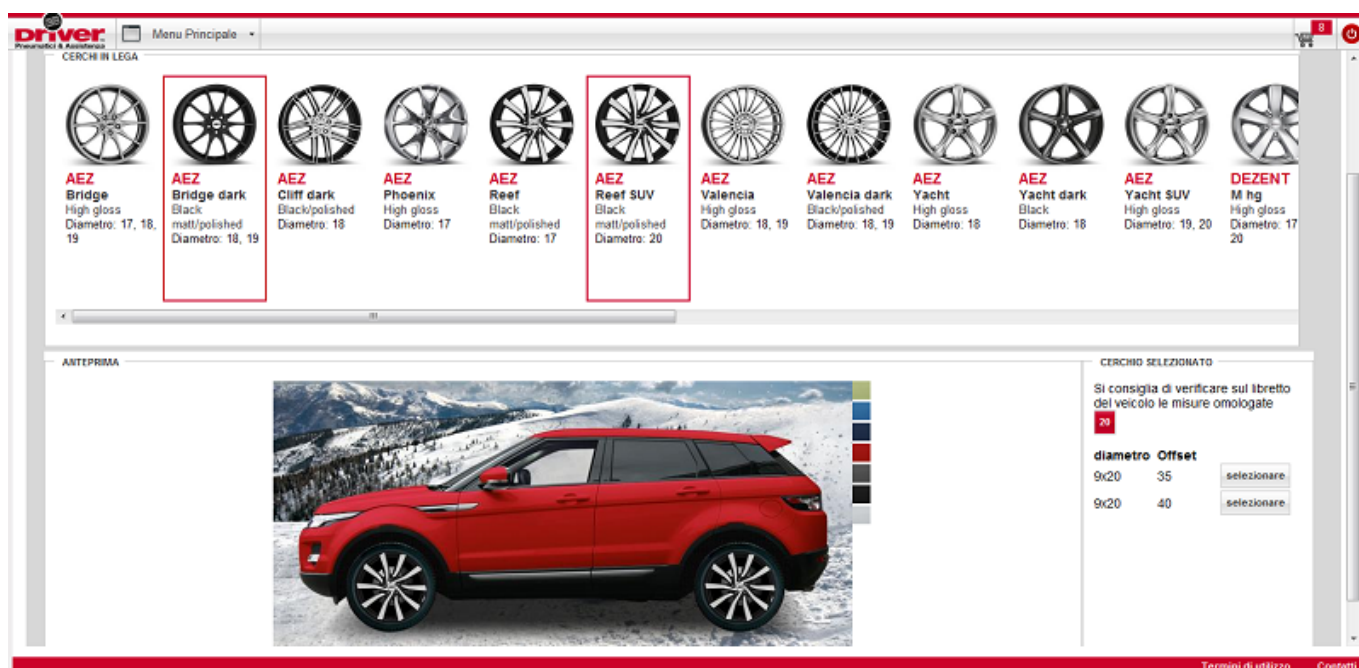 Driver
Pneumatici & Assistenza
Menu Principale
8
CERCHI IN LEGA
AEZ
Bridge
High gloss
Diametro: 17, 18,
19
AEZ
Bridge dark
Black
matt/polished
Diametro: 18, 19
AEZ
Cliff dark
Black/polished
Diametro: 18
AEZ
Phoenix
High gloss
Diametro: 17
AEZ
Reef
Black
matt/polished
Diametro: 17
AEZ
Reef SUV
Black
matt/polished
Diametro: 20
AEZ
Valencia
High gloss
Diametro: 18, 19
AEZ
Valencia dark
Black/polished
Diametro: 18, 19
AEZ
Yacht
High gloss
Diametro: 18
AEZ
Yacht dark
Black
Diametro: 18
AEZ
Yacht SUV
High gloss
Diametro: 19, 20
DEZENT
M hg
High gloss
Diametro: 17
20
ANTEPRIMA
CERCHIO SELEZIONATO
Si consiglia di verificare sul libretto
del veicolo le misure omologate
20
diametro Offset
9x20 35 selezionare
9x20 40 selezionare
Termini di utilizzo Contatti